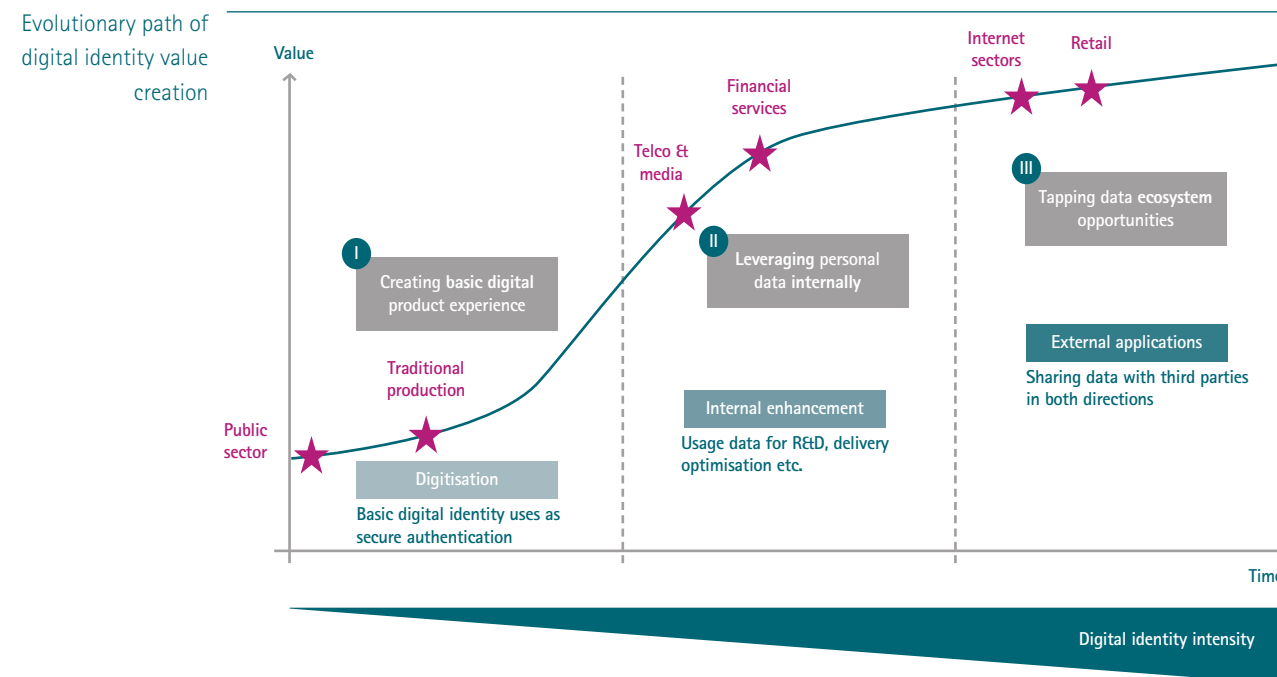 Evolutionary path of
digital identity value
creation
Value
Internet
sectors
Retail
Financial
services
Telco &
media
III
Tapping data ecosystem
opportunities
II
Leveraging personal
data internally
I
Creating basic digital
product experience
External applications
Sharing data with third parties
in both directions
Traditional
production
Internal enhancement
Usage data for R&D, delivery
optimisation etc.
Public
sector
Digitisation
Basic digital identity uses as
secure authentication
Time
Digital identity intensity